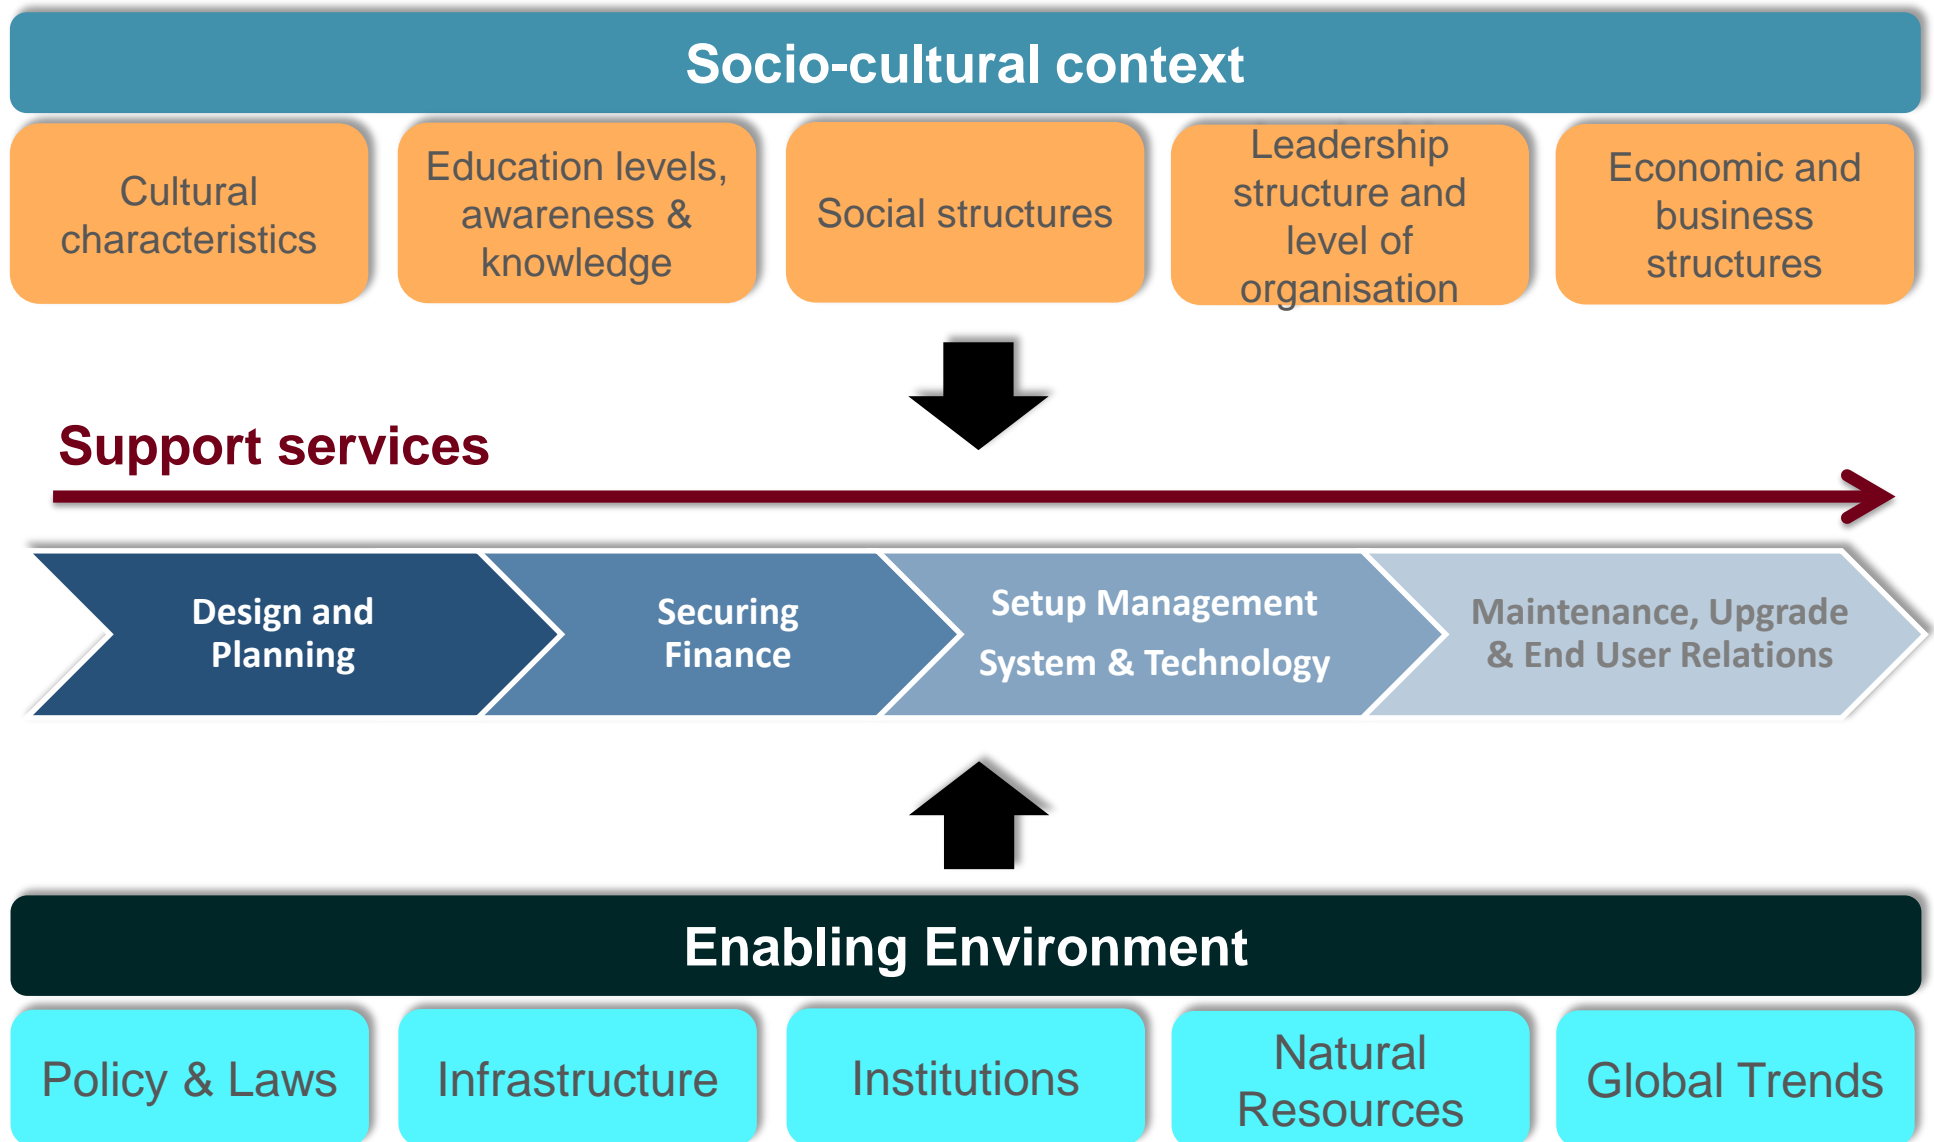 Socio-cultural context
Cultural
characteristics
Education levels,
awareness &
knowledge
Social structures
Leadership
structure and
level of
organisation
Economic and
business
structures
Support services
Design and
Planning
Securing
Finance
Setup Management
System & Technology
Maintenance, Upgrade
& End User Relations
Enabling Environment
Policy & Laws
Infrastructure
Institutions
Natural
Resources
Global Trends